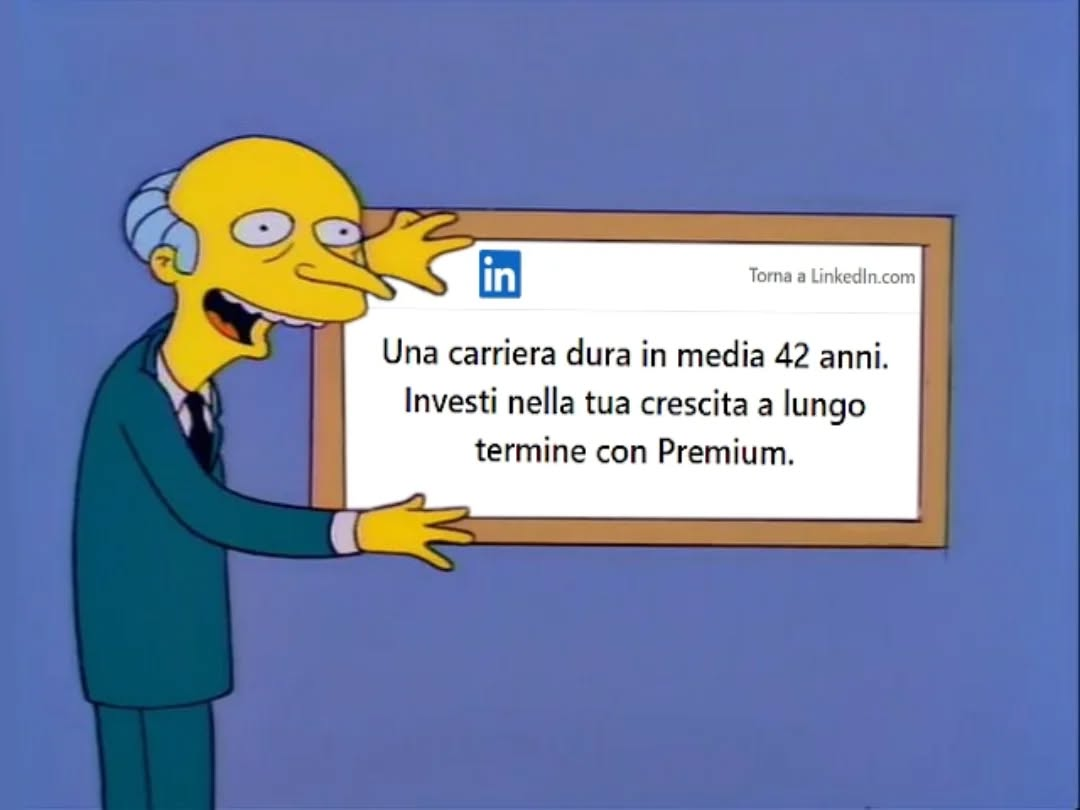 in
Torna a LinkedIn.com
Una carriera dura in media 42 anni.
Investi nella tua crescita a lungo
termine con Premium.